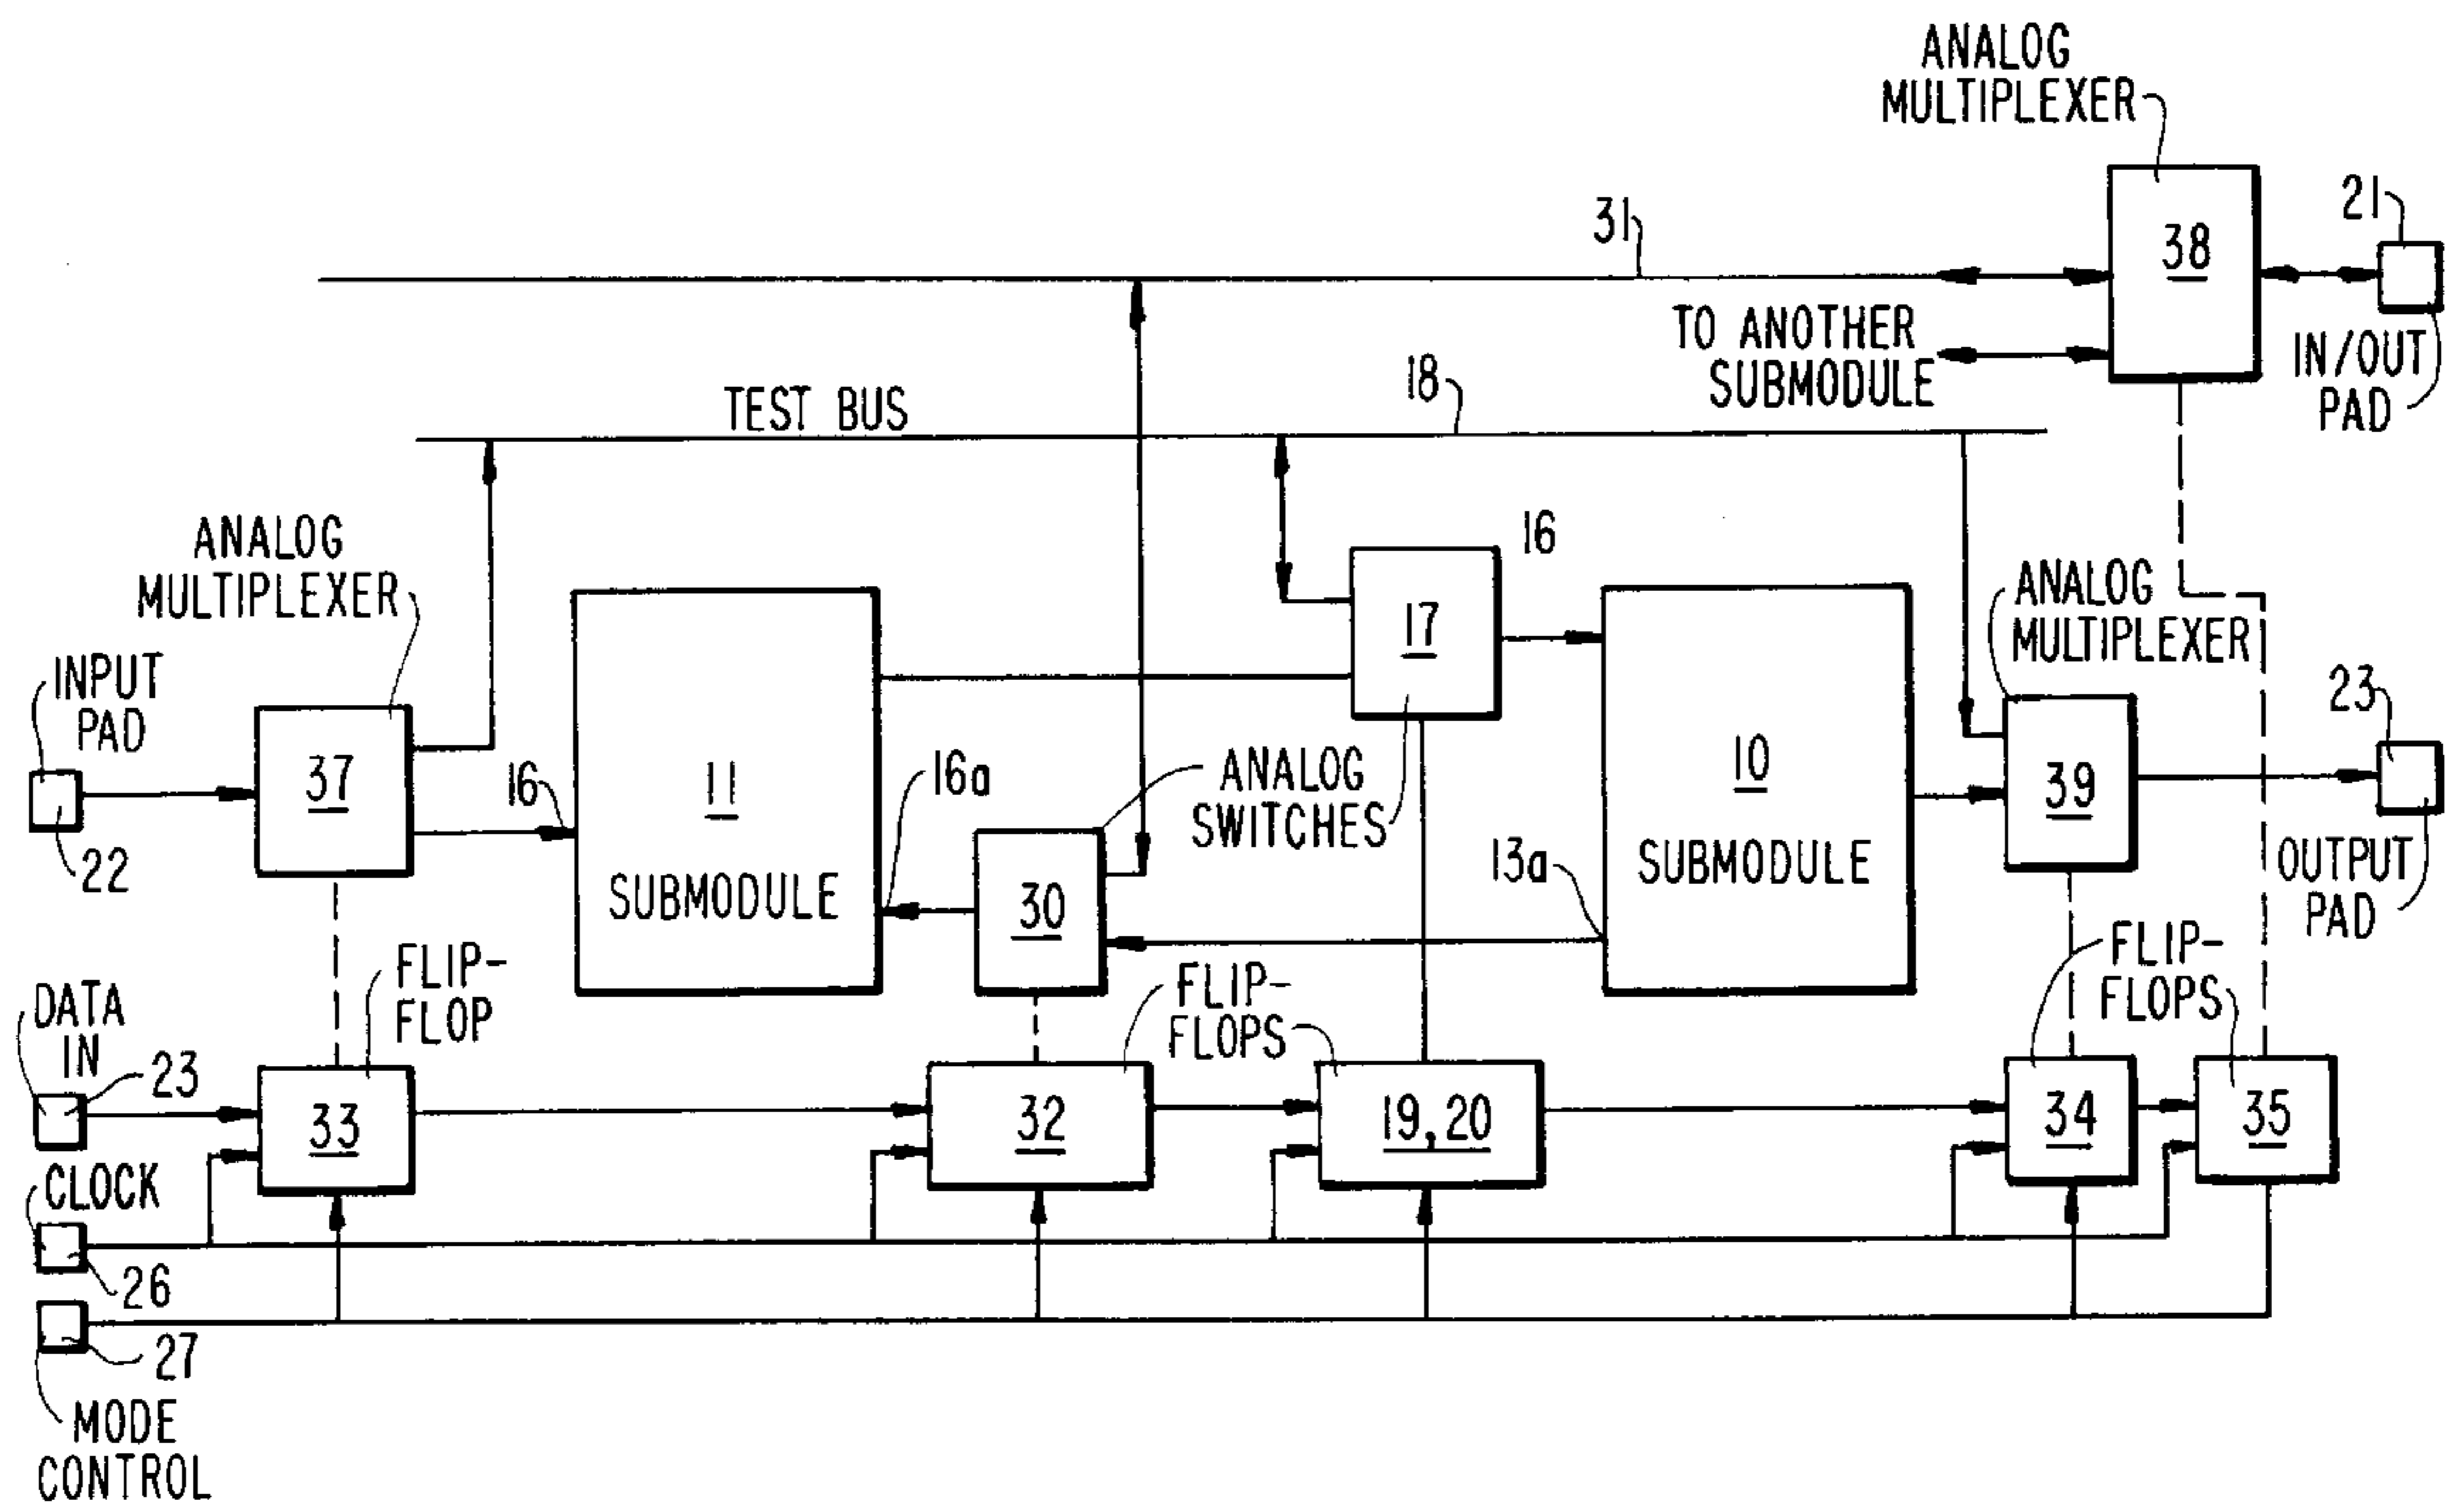 ANALOG
MULTIPLEXER
38
21
IN/OUT
PAD
31
TO ANOTHER
SUBMODULE
18
TEST BUS
ANALOG
MULTIPLEXER
INPUT
PAD
22
37
16
11
SUBMODULE
16a
30
ANALOG
SWITCHES
17
16
10
SUBMODULE
13a
ANALOG
MULTIPLEXER
39
23
OUTPUT
PAD
DATA
IN
23
FLIP-
FLOP
33
FLIP-
FLOPS
32
19,20
FLIP-
FLOPS
34
35
CLOCK
26
27
MODE
CONTROL